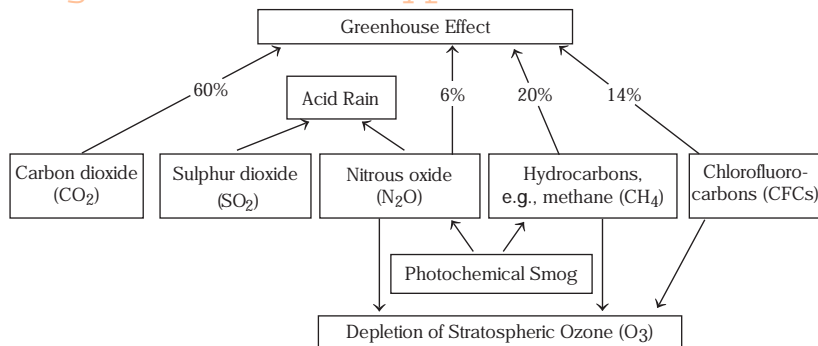 Greenhouse Effect
60%
6%
20%
14%
Acid Rain
Carbon dioxide
(CO₂)
Sulphur dioxide
(SO₂)
Nitrous oxide
(N₂O)
Hydrocarbons,
e.g., methane (CH₄)
Chlorofluoro-
carbons (CFCs)
Photochemical Smog
Depletion of Stratospheric Ozone (O₃)